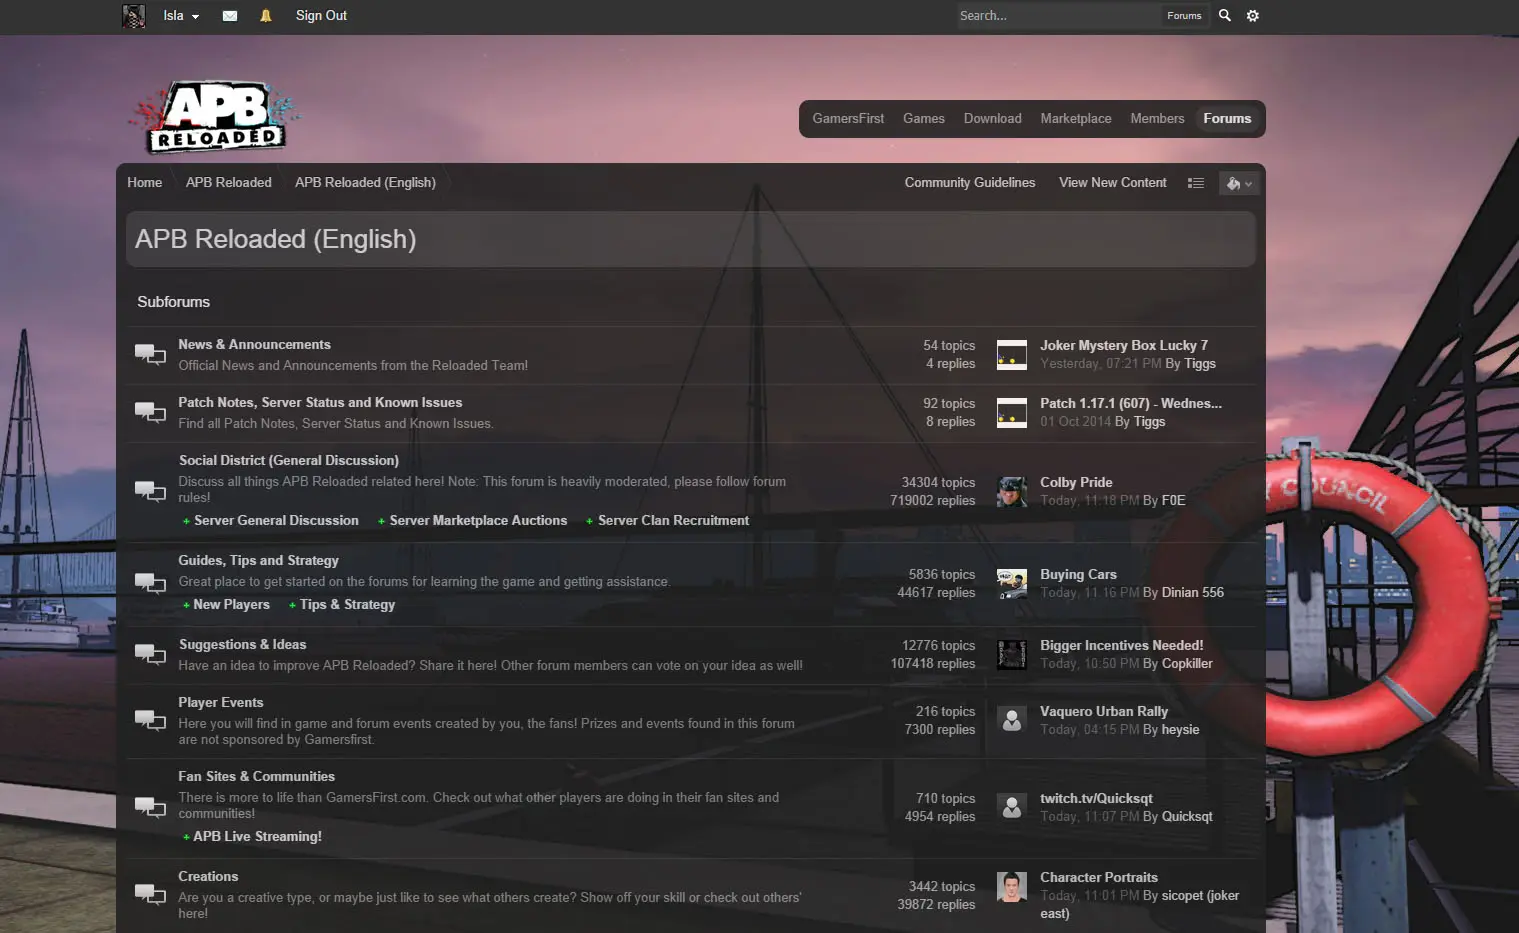 Isla
Sign Out
Search...
Forums
APB
RELOADED
GamersFirst
Games
Download
Marketplace
Members
Forums
Home
APB Reloaded
APB Reloaded (English)
Community Guidelines
View New Content
APB Reloaded (English)
Subforums
News & Announcements
Official News and Announcements from the Reloaded Team!
54 topics
4 replies
Joker Mystery Box Lucky 7
Yesterday, 07:21 PM By Tiggs
Patch Notes, Server Status and Known Issues
Find all Patch Notes, Server Status and Known Issues.
92 topics
8 replies
Patch 1.17.1 (607) - Wednes...
01 Oct 2014 By Tiggs
Social District (General Discussion)
Discuss all things APB Reloaded related here! Note: This forum is heavily moderated, please follow forum
rules!
+ Server General Discussion
+ Server Marketplace Auctions
+ Server Clan Recruitment
34304 topics
719002 replies
Colby Pride
Today, 11:18 PM By F0E
COUNCIL
Guides, Tips and Strategy
Great place to get started on the forums for learning the game and getting assistance.
+ New Players
+ Tips & Strategy
5836 topics
44617 replies
Buying Cars
Today, 11:16 PM By Dinian 556
Suggestions & Ideas
Have an idea to improve APB Reloaded? Share it here! Other forum members can vote on your idea as well!
12776 topics
107418 replies
Bigger Incentives Needed!
Today, 10:50 PM By Copkiller
Player Events
Here you will find in game and forum events created by you, the fans! Prizes and events found in this forum
are not sponsored by Gamersfirst.
216 topics
7300 replies
Vaquero Urban Rally
Today, 04:15 PM By heysie
Fan Sites & Communities
There is more to life than GamersFirst.com. Check out what other players are doing in their fan sites and
communities!
+ APB Live Streaming!
710 topics
4954 replies
twitch.tv/Quicksqt
Today, 11:07 PM By Quicksqt
Creations
Are you a creative type, or maybe just like to see what others create? Show off your skill or check out others'
here!
3442 topics
39872 replies
Character Portraits
Today, 11:01 PM By sicopet (joker
east)